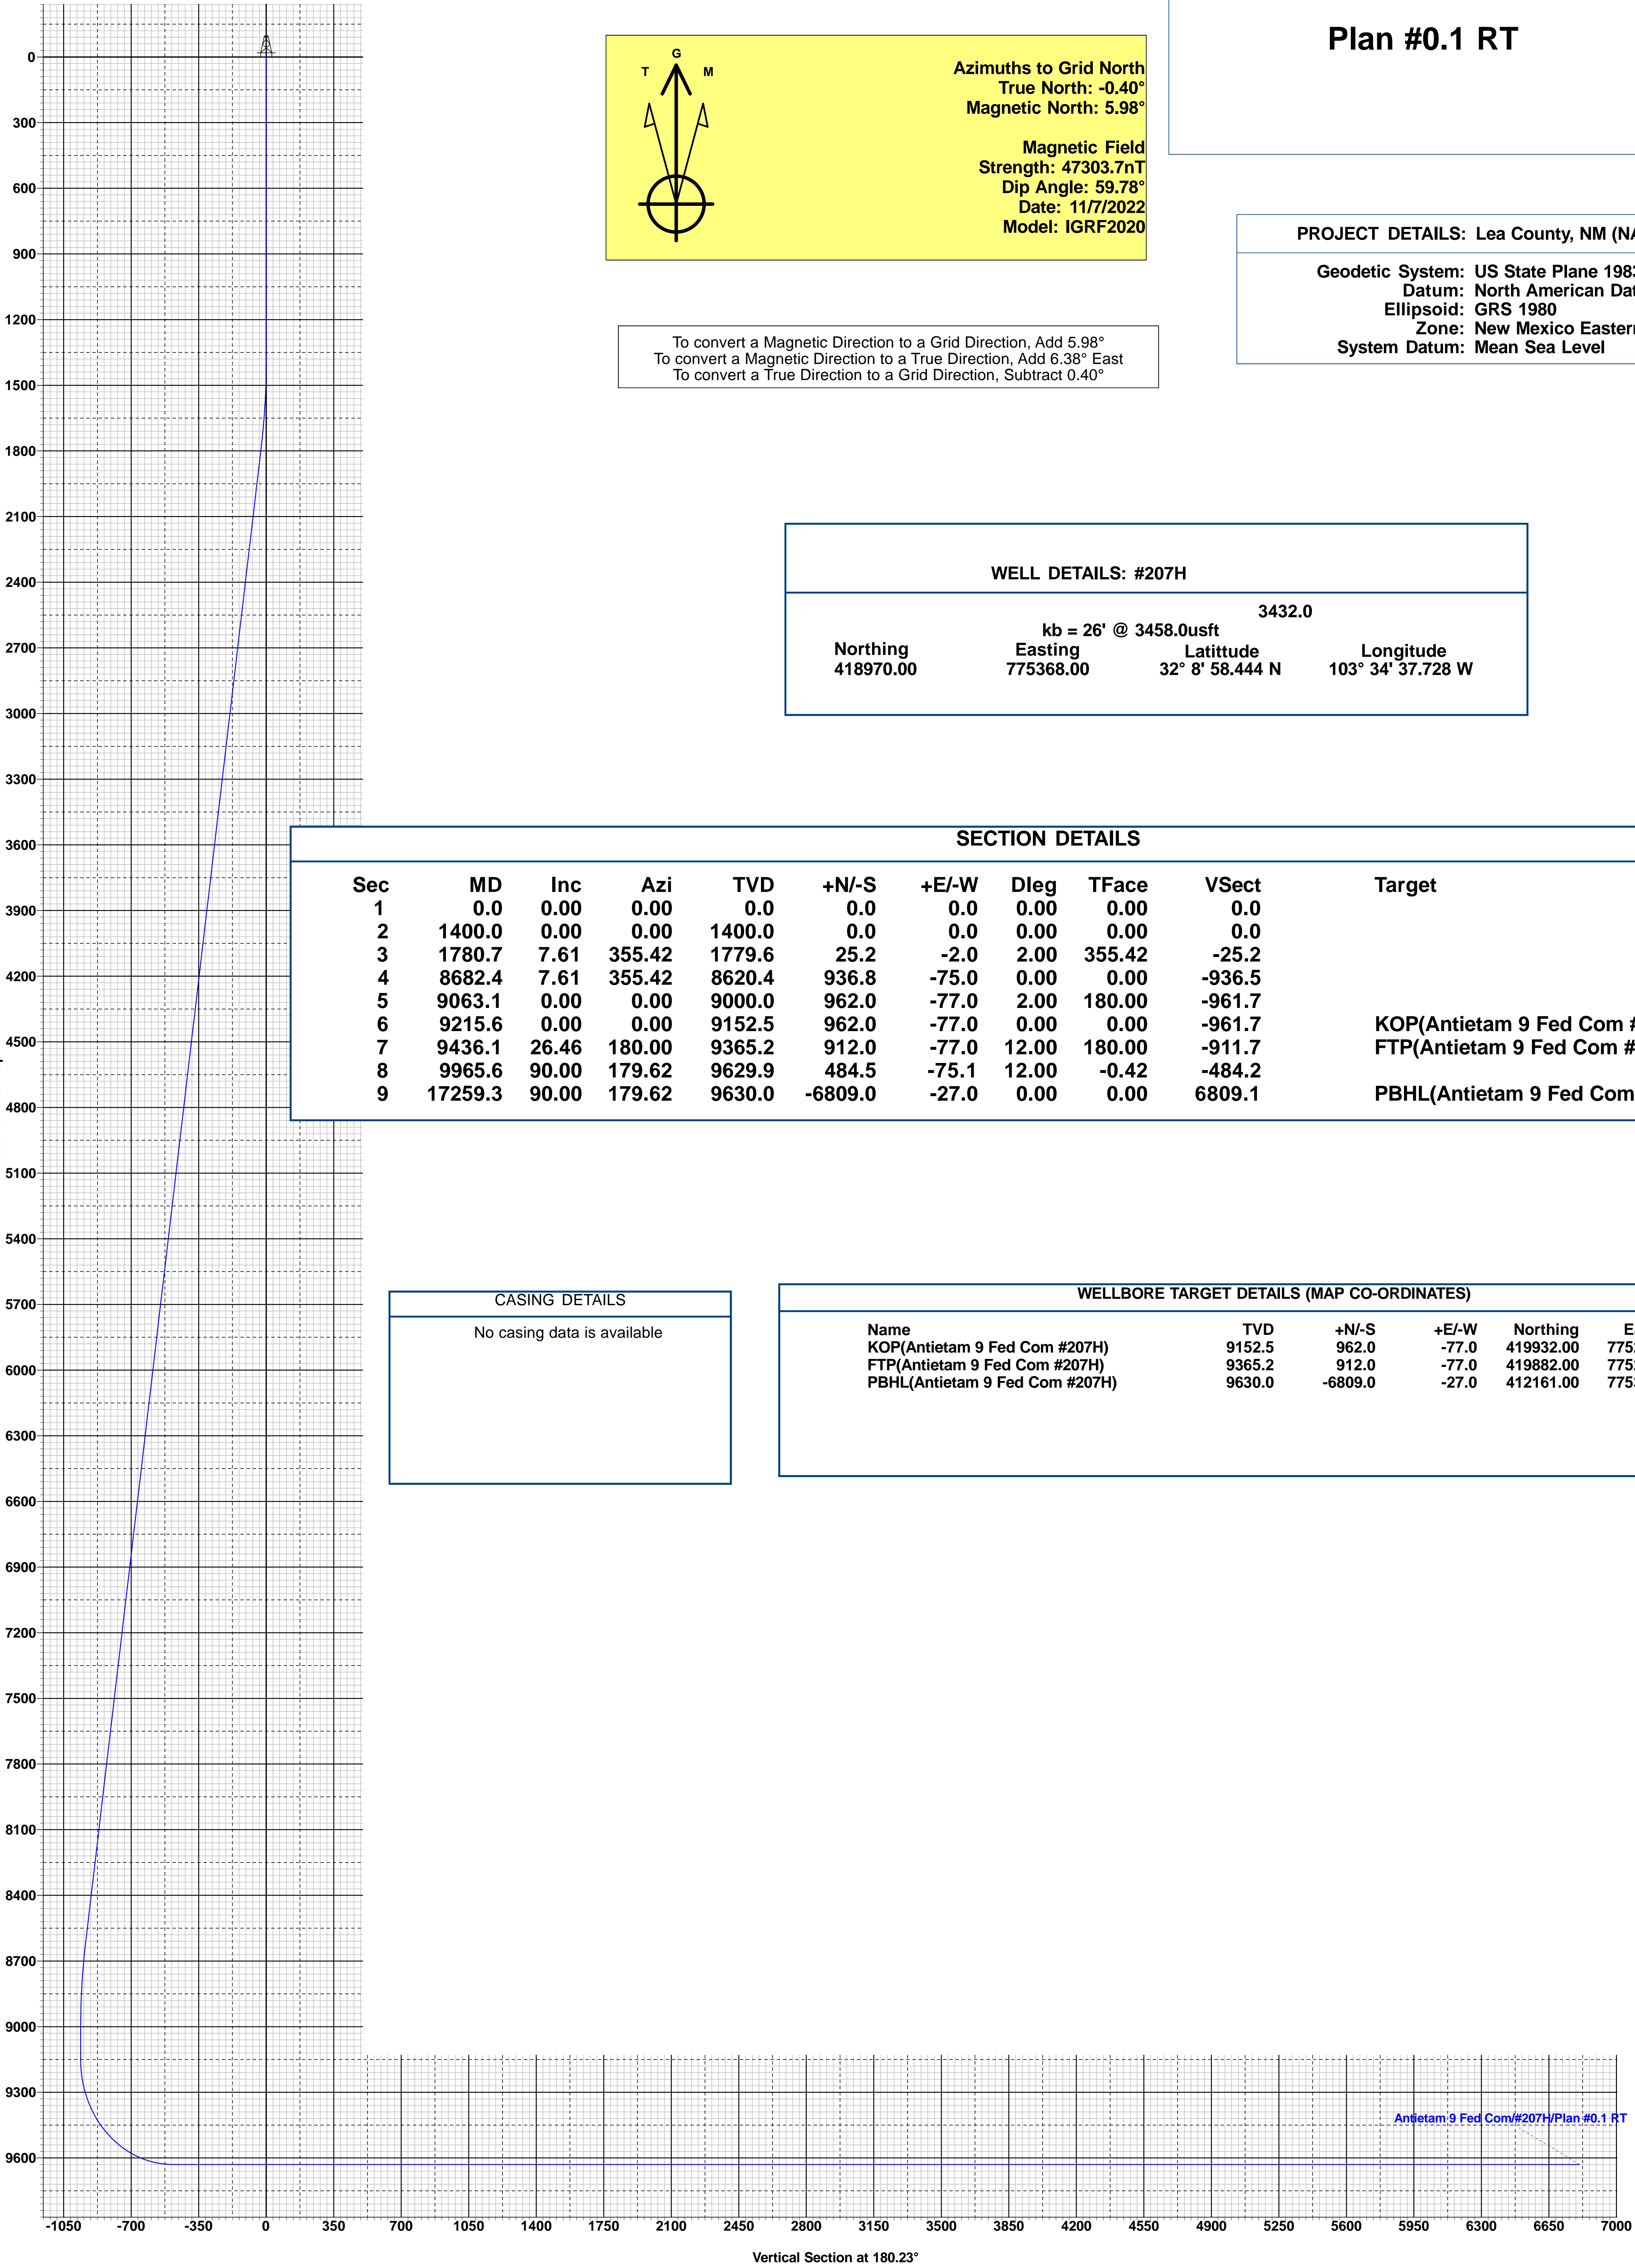 Plan #0.1 RT
G
T M
Azimuths to Grid North
True North: -0.40°
Magnetic North: 5.98°
Magnetic Field
Strength: 47303.7nT
Dip Angle: 59.78°
Date: 11/7/2022
Model: IGRF2020
PROJECT DETAILS: Lea County, NM (NA
Geodetic System: US State Plane 1983
Datum: North American Dat
Ellipsoid: GRS 1980
Zone: New Mexico Eastern
System Datum: Mean Sea Level
To convert a Magnetic Direction to a Grid Direction, Add 5.98°
To convert a Magnetic Direction to a True Direction, Add 6.38° East
To convert a True Direction to a Grid Direction, Subtract 0.40°
WELL DETAILS: #207H
3432.0
kb = 26' @ 3458.0usft
Northing Easting Latittude Longitude
418970.00 775368.00 32° 8' 58.444 N 103° 34' 37.728 W
SECTION DETAILS
Sec MD Inc Azi TVD +N/-S +E/-W Dleg TFace VSect Target
1 0.0 0.00 0.00 0.0 0.0 0.0 0.00 0.00 0.0
2 1400.0 0.00 0.00 1400.0 0.0 0.0 0.00 0.00 0.0
3 1780.7 7.61 355.42 1779.6 25.2 -2.0 2.00 355.42 -25.2
4 8682.4 7.61 355.42 8620.4 936.8 -75.0 0.00 0.00 -936.5
5 9063.1 0.00 0.00 9000.0 962.0 -77.0 2.00 180.00 -961.7
6 9215.6 0.00 0.00 9152.5 962.0 -77.0 0.00 0.00 -961.7 KOP(Antietam 9 Fed Com #
7 9436.1 26.46 180.00 9365.2 912.0 -77.0 12.00 180.00 -911.7 FTP(Antietam 9 Fed Com #
8 9965.6 90.00 179.62 9629.9 484.5 -75.1 12.00 -0.42 -484.2
9 17259.3 90.00 179.62 9630.0 -6809.0 -27.0 0.00 0.00 6809.1 PBHL(Antietam 9 Fed Com
CASING DETAILS
No casing data is available
WELLBORE TARGET DETAILS (MAP CO-ORDINATES)
Name TVD +N/-S +E/-W Northing E
KOP(Antietam 9 Fed Com #207H) 9152.5 962.0 -77.0 419932.00 775
FTP(Antietam 9 Fed Com #207H) 9365.2 912.0 -77.0 419882.00 775
PBHL(Antietam 9 Fed Com #207H) 9630.0 -6809.0 -27.0 412161.00 775
0
300
600
900
1200
1500
1800
2100
2400
2700
3000
3300
3600
3900
4200
4500
4800
5100
5400
5700
6000
6300
6600
6900
7200
7500
7800
8100
8400
8700
9000
9300
9600
Antietam 9 Fed Com/#207H/Plan #0.1 RT
-1050 -700 -350 0 350 700 1050 1400 1750 2100 2450 2800 3150 3500 3850 4200 4550 4900 5250 5600 5950 6300 6650 7000
Vertical Section at 180.23°